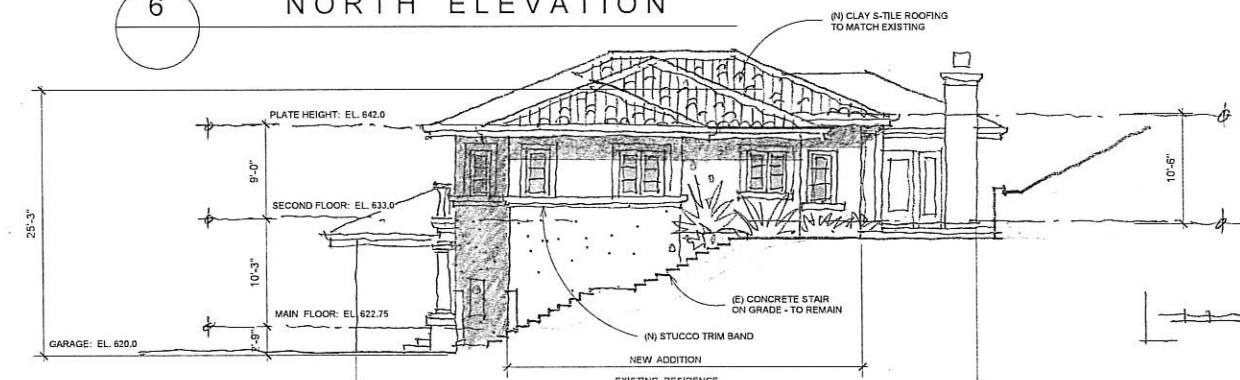 6
NORTH ELEVATION
(N) CLAY S-TILE ROOFING
TO MATCH EXISTING
PLATE HEIGHT: EL. 642.0
9'-0"
10'-6"
25'-3"
SECOND FLOOR: EL. 633.0
10'-3"
(E) CONCRETE STAIR
ON GRADE - TO REMAIN
MAIN FLOOR: EL. 622.75
(N) STUCCO TRIM BAND
GARAGE: EL. 620.0
NEW ADDITION
EXISTING RESIDENCE